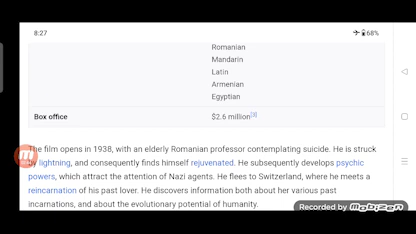 8:27
68%
Romanian
Mandarin
Latin
Armenian
Egyptian
Box office $2.6 million[3]
The film opens in 1938, with an elderly Romanian professor contemplating suicide. He is struck
by lightning, and consequently finds himself rejuvenated. He subsequently develops psychic
powers, which attract the attention of Nazi agents. He flees to Switzerland, where he meets a
reincarnation of his past lover. He discovers information both about her various past
incarnations, and about the evolutionary potential of humanity.
Recorded by Mobizen